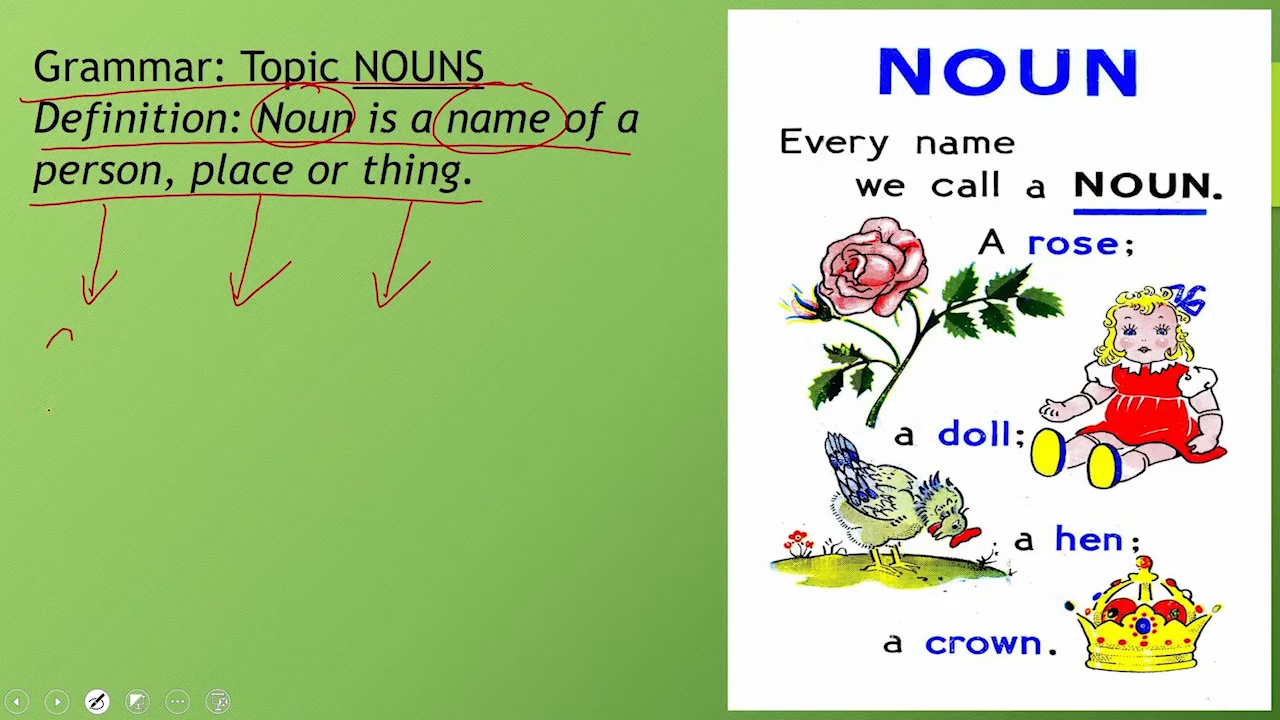 Grammar: Topic NOUNS
Definition: Noun is a name of a
person, place or thing.
NOUN
Every name
we call a NOUN.
A rose;
a doll;
a hen;
a crown.